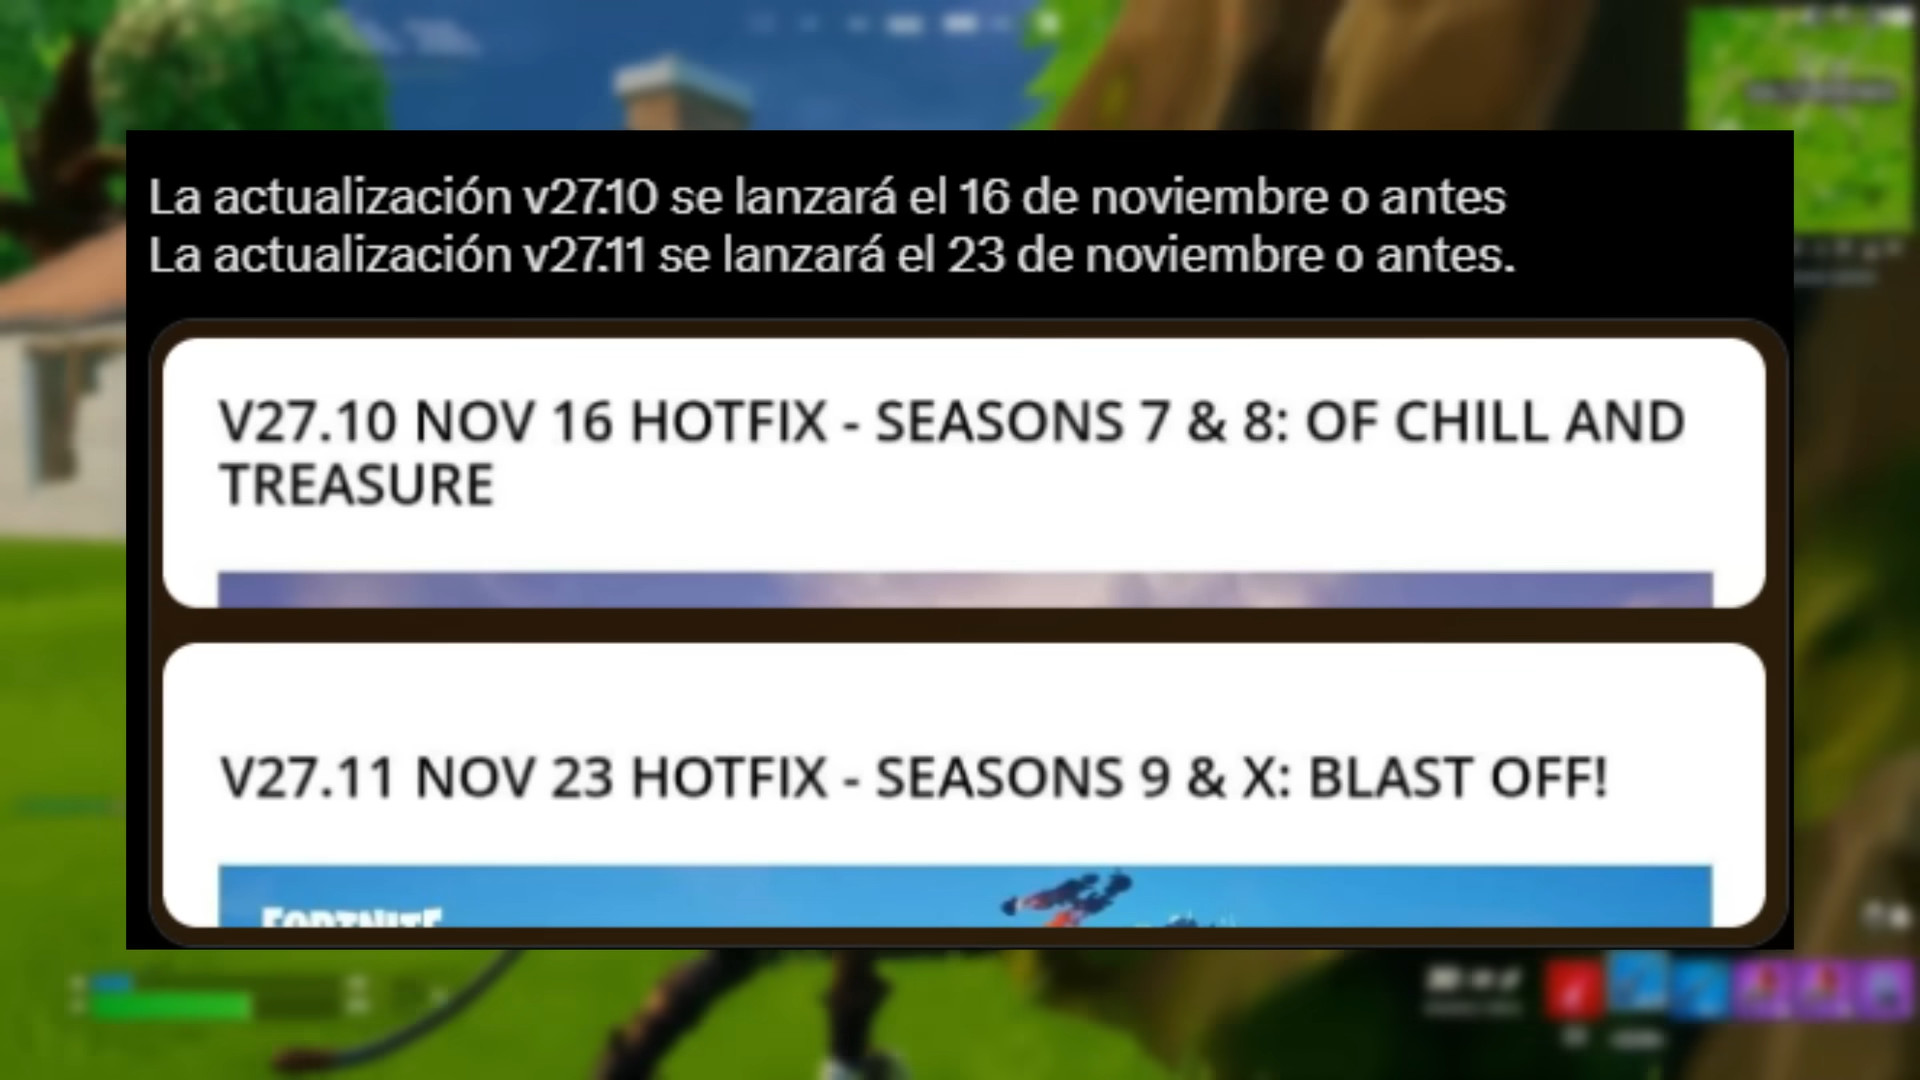 La actualización v27.10 se lanzará el 16 de noviembre o antes
La actualización v27.11 se lanzará el 23 de noviembre o antes.
V27.10 NOV 16 HOTFIX - SEASONS 7 & 8: OF CHILL AND
TREASURE
V27.11 NOV 23 HOTFIX - SEASONS 9 & X: BLAST OFF!
FORTNITE